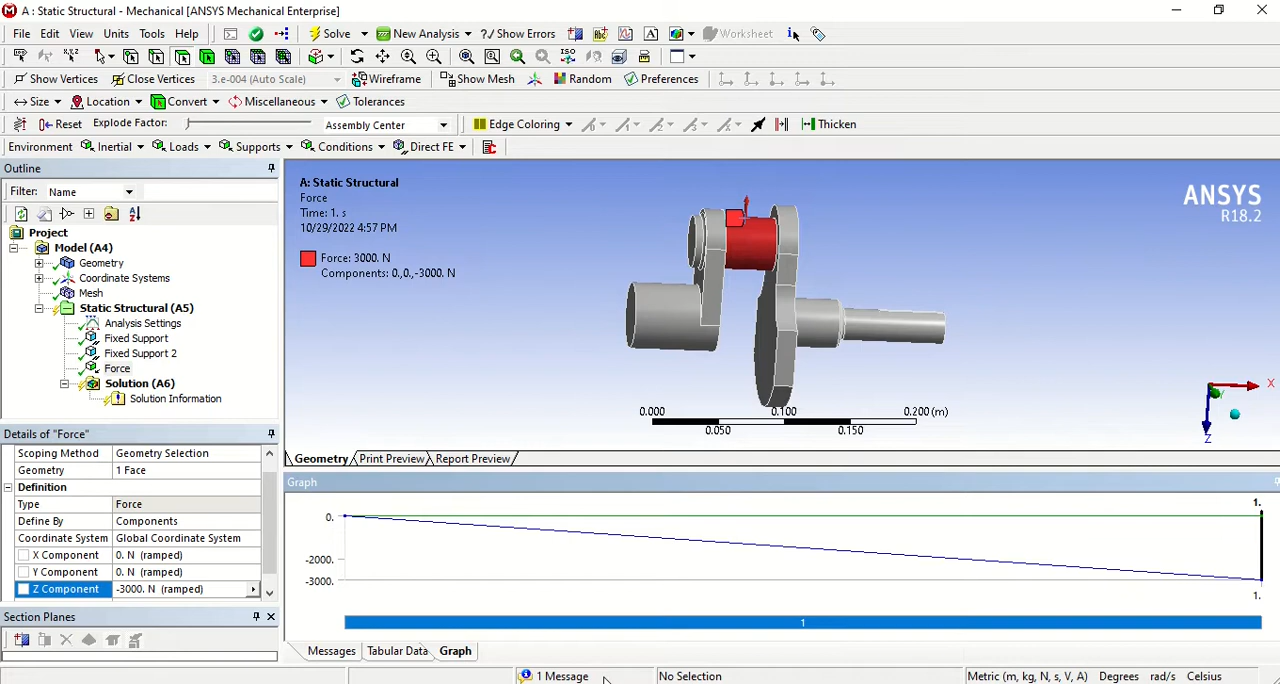 A : Static Structural - Mechanical [ANSYS Mechanical Enterprise]
File Edit View Units Tools Help Solve New Analysis ?/ Show Errors Worksheet
Show Vertices Close Vertices 3.e-004 (Auto Scale) Wireframe Show Mesh Random Preferences
Size Location Convert Miscellaneous Tolerances
Reset Explode Factor: Assembly Center Edge Coloring Thicken
Environment Inertial Loads Supports Conditions Direct FE
Outline
Filter: Name
Project
Model (A4)
Geometry
Coordinate Systems
Mesh
Static Structural (A5)
Analysis Settings
Fixed Support
Fixed Support 2
Force
Solution (A6)
Solution Information
Details of "Force"
Scoping Method Geometry Selection
Geometry 1 Face
Definition
Type Force
Define By Components
Coordinate System Global Coordinate System
X Component 0. N (ramped)
Y Component 0. N (ramped)
Z Component -3000. N (ramped)
Section Planes
A: Static Structural
Force
Time: 1. s
10/29/2022 4:57 PM
Force: 3000. N
Components: 0.,0.,-3000. N
ANSYS
R18.2
0.000 0.100 0.200 (m)
0.050 0.150
X
Y
Z
Geometry Print Preview Report Preview
Graph
1.
0.
-2000.
-3000.
1.
1
Messages Tabular Data Graph
1 Message No Selection Metric (m, kg, N, s, V, A) Degrees rad/s Celsius